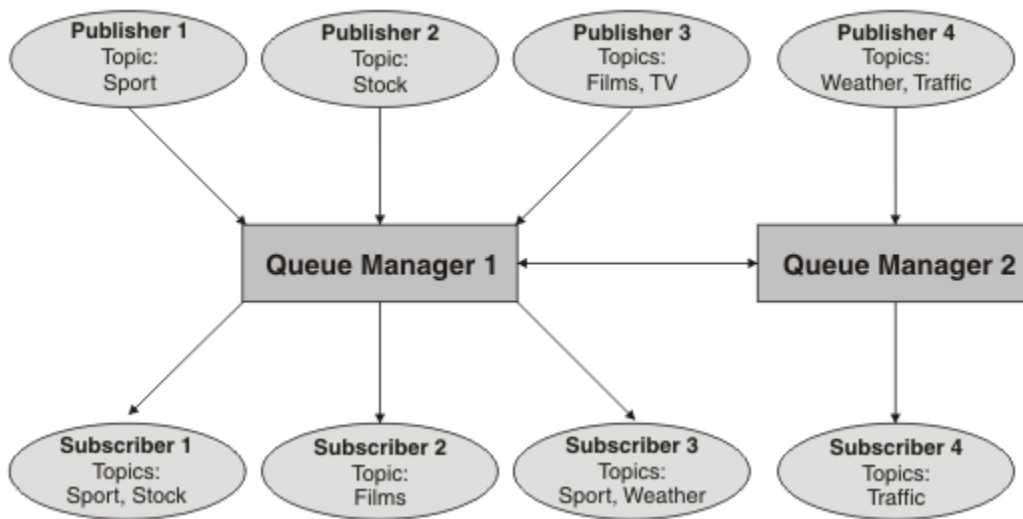 Publisher 1
Topic:
Sport
Publisher 2
Topic:
Stock
Publisher 3
Topics:
Films, TV
Publisher 4
Topics:
Weather, Traffic
Queue Manager 1
Queue Manager 2
Subscriber 1
Topics:
Sport, Stock
Subscriber 2
Topic:
Films
Subscriber 3
Topics:
Sport, Weather
Subscriber 4
Topics:
Traffic